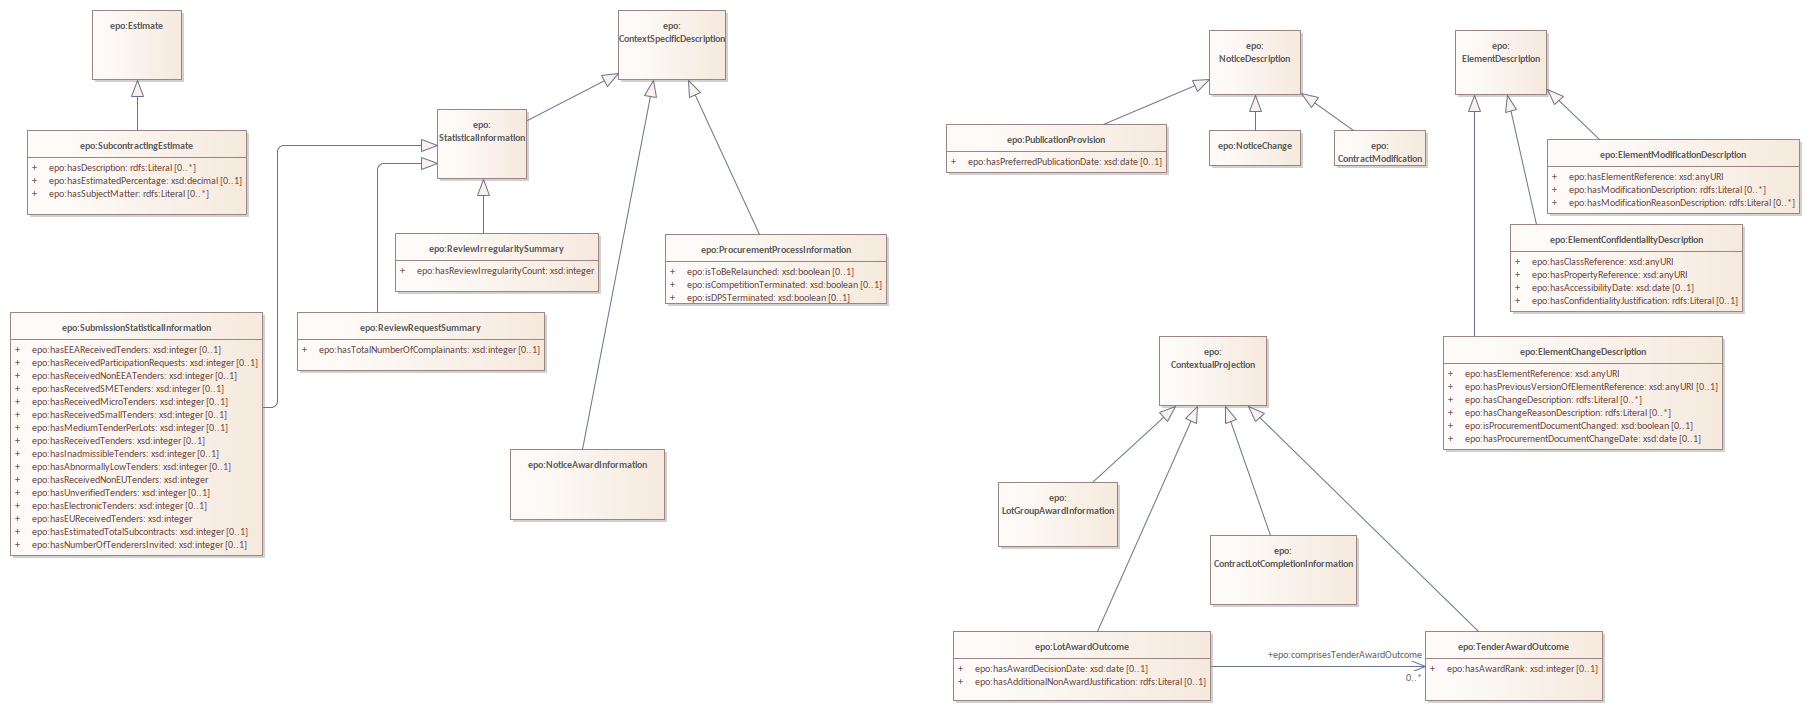 epo:Estimate
epo:SubcontractingEstimate
+ epo:hasDescription: rdfs:Literal [0..*]
+ epo:hasEstimatedPercentage: xsd:decimal [0..1]
+ epo:hasSubjectMatter: rdfs:Literal [0..*]
epo:
ContextSpecificDescription
epo:
StatisticalInformation
epo:ReviewIrregularitySummary
+ epo:hasReviewIrregularityCount: xsd:integer
epo:ProcurementProcessInformation
+ epo:isToBeRelaunched: xsd:boolean [0..1]
+ epo:isCompetitionTerminated: xsd:boolean [0..1]
+ epo:isDPSTerminated: xsd:boolean [0..1]
epo:ReviewRequestSummary
+ epo:hasTotalNumberOfComplainants: xsd:integer [0..1]
epo:SubmissionStatisticalInformation
+ epo:hasEEAReceivedTenders: xsd:integer [0..1]
+ epo:hasReceivedParticipationRequests: xsd:integer [0..1]
+ epo:hasReceivedNonEEATenders: xsd:integer [0..1]
+ epo:hasReceivedSMETenders: xsd:integer [0..1]
+ epo:hasReceivedMicroTenders: xsd:integer [0..1]
+ epo:hasReceivedSmallTenders: xsd:integer [0..1]
+ epo:hasMediumTenderPerLots: xsd:integer [0..1]
+ epo:hasReceivedTenders: xsd:integer [0..1]
+ epo:hasInadmissibleTenders: xsd:integer [0..1]
+ epo:hasAbnormallyLowTenders: xsd:integer [0..1]
+ epo:hasReceivedNonEUTenders: xsd:integer
+ epo:hasUnverifiedTenders: xsd:integer [0..1]
+ epo:hasElectronicTenders: xsd:integer [0..1]
+ epo:hasEUReceivedTenders: xsd:integer
+ epo:hasEstimatedTotalSubcontracts: xsd:integer [0..1]
+ epo:hasNumberOfTenderersInvited: xsd:integer [0..1]
epo:NoticeAwardInformation
epo:
NoticeDescription
epo:PublicationProvision
+ epo:hasPreferredPublicationDate: xsd:date [0..1]
epo:NoticeChange
epo:
ContractModification
epo:
ElementDescription
epo:ElementModificationDescription
+ epo:hasElementReference: xsd:anyURI
+ epo:hasModificationDescription: rdfs:Literal [0..*]
+ epo:hasModificationReasonDescription: rdfs:Literal [0..*]
epo:ElementConfidentialityDescription
+ epo:hasClassReference: xsd:anyURI
+ epo:hasPropertyReference: xsd:anyURI
+ epo:hasAccessibilityDate: xsd:date [0..1]
+ epo:hasConfidentialityJustification: rdfs:Literal [0..1]
epo:ElementChangeDescription
+ epo:hasElementReference: xsd:anyURI
+ epo:hasPreviousVersionOfElementReference: xsd:anyURI [0..1]
+ epo:hasChangeDescription: rdfs:Literal [0..*]
+ epo:hasChangeReasonDescription: rdfs:Literal [0..*]
+ epo:isProcurementDocumentChanged: xsd:boolean [0..1]
+ epo:hasProcurementDocumentChangeDate: xsd:date [0..1]
epo:
ContextualProjection
epo:
LotGroupAwardInformation
epo:
ContractLotCompletionInformation
epo:LotAwardOutcome
+ epo:hasAwardDecisionDate: xsd:date [0..1]
+ epo:hasAdditionalNonAwardJustification: rdfs:Literal [0..1]
+epo:comprisesTenderAwardOutcome
0..*
epo:TenderAwardOutcome
+ epo:hasAwardRank: xsd:integer [0..1]